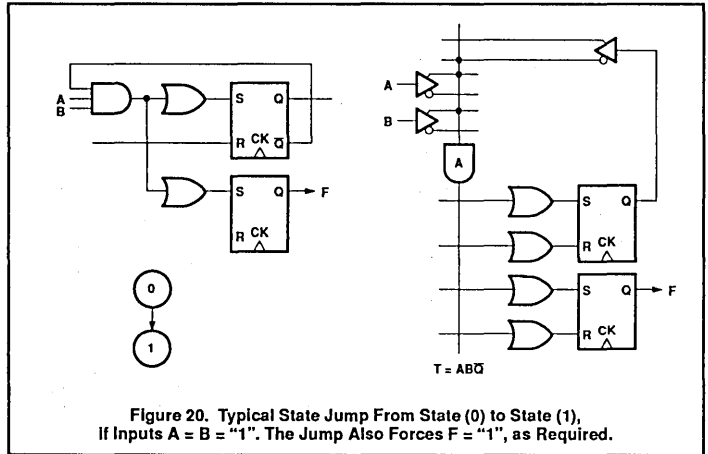 A
B
S
Q
R
CK
Q̅
S
Q
F
R
CK
0
1
A
B
A
S
Q
R
CK
S
Q
F
R
CK
T = ABQ̅
Figure 20. Typical State Jump From State (0) to State (1),
if Inputs A = B = “1”. The Jump Also Forces F = “1”, as Required.